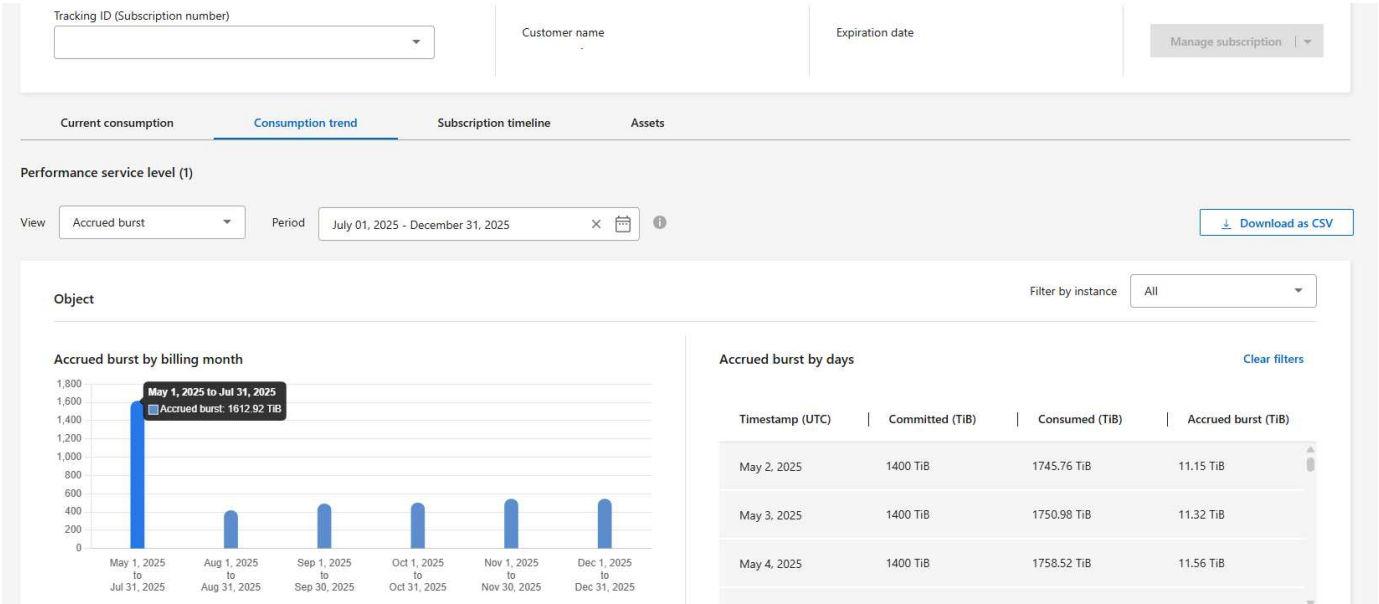 Tracking ID (Subscription number)
Customer name
Expiration date
Manage subscription
Current consumption
Consumption trend
Subscription timeline
Assets
Performance service level (1)
View
Accrued burst
Period
July 01, 2025 - December 31, 2025
Download as CSV
Object
Filter by instance
All
Accrued burst by billing month
1,800
1,600
1,400
1,200
1,000
800
600
400
200
0
May 1, 2025 to Jul 31, 2025
Accrued burst: 1612.92 TiB
May 1, 2025
to
Jul 31, 2025
Aug 1, 2025
to
Aug 31, 2025
Sep 1, 2025
to
Sep 30, 2025
Oct 1, 2025
to
Oct 31, 2025
Nov 1, 2025
to
Nov 30, 2025
Dec 1, 2025
to
Dec 31, 2025
Accrued burst by days
Clear filters
Timestamp (UTC) Committed (TiB) Consumed (TiB) Accrued burst (TiB)
May 2, 2025 1400 TiB 1745.76 TiB 11.15 TiB
May 3, 2025 1400 TiB 1750.98 TiB 11.32 TiB
May 4, 2025 1400 TiB 1758.52 TiB 11.56 TiB